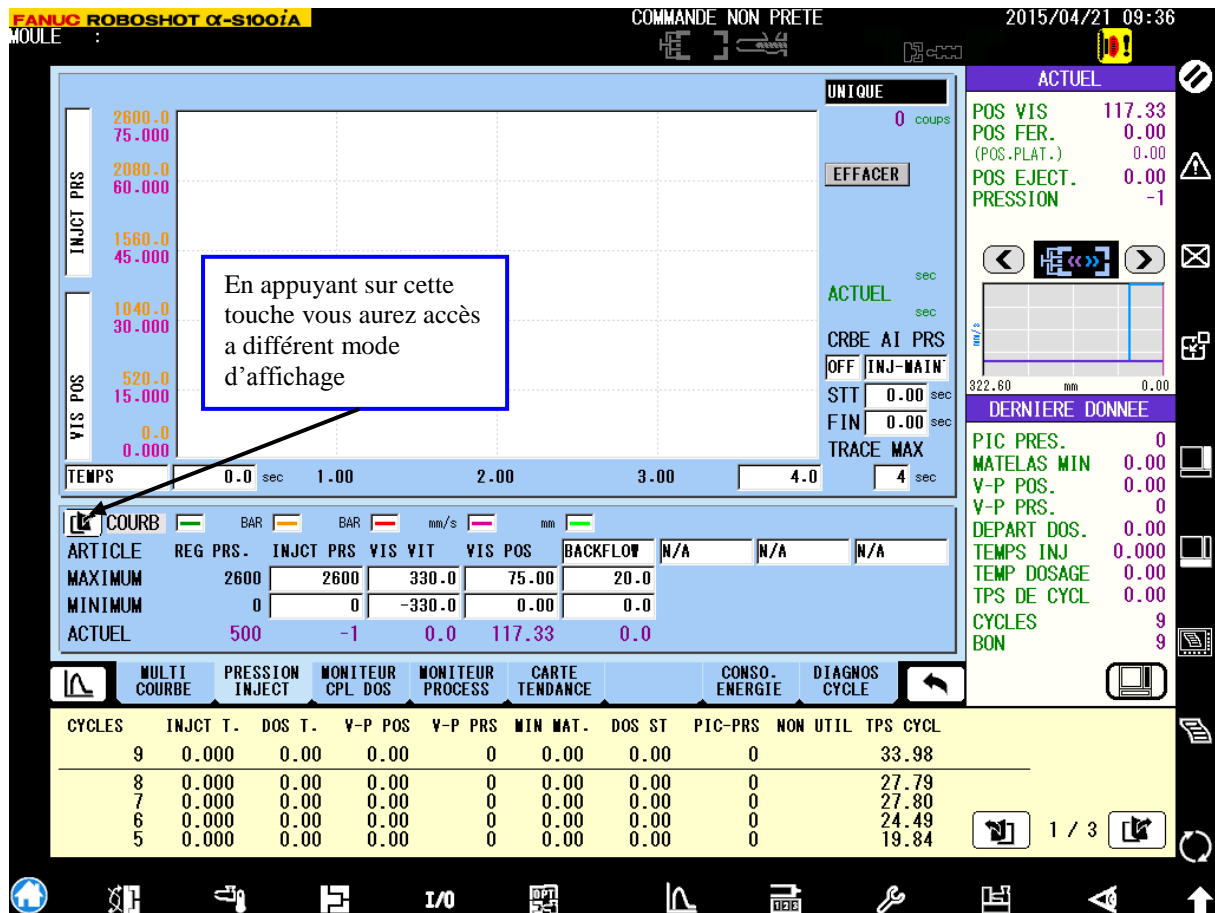 FANUC ROBOSHOT α-S100iA COMMANDE NON PRETE 2015/04/21 09:36
MOULE :
UNIQUE
0 coups
EFFACER
INJCT PRS
VIS POS
2600.0
75.000
2080.0
60.000
1560.0
45.000
1040.0
30.000
520.0
15.000
0.0
0.000
En appuyant sur cette
touche vous aurez accès
a différent mode
d’affichage
sec
ACTUEL
sec
CRBE AI PRS
OFF INJ-MAIN
STT 0.00 sec
FIN 0.00 sec
TRACE MAX
4 sec
TEMPS 0.0 sec 1.00 2.00 3.00 4.0
COURB BAR BAR mm/s mm
ARTICLE REG PRS. INJCT PRS VIS VIT VIS POS BACKFLOW N/A N/A N/A
MAXIMUM 2600 2600 330.0 75.00 20.0
MINIMUM 0 0 -330.0 0.00 0.0
ACTUEL 500 -1 0.0 117.33 0.0
MULTI COURBE
PRESSION INJECT
MONITEUR CPL DOS
MONITEUR PROCESS
CARTE TENDANCE
CONSO. ENERGIE
DIAGNOS CYCLE
ACTUEL
POS VIS 117.33
POS FER. 0.00
(POS.PLAT.) 0.00
POS EJECT. 0.00
PRESSION -1
mm/s
322.60 mm 0.00
DERNIERE DONNEE
PIC PRES. 0
MATELAS MIN 0.00
V-P POS. 0.00
V-P PRS. 0
DEPART DOS. 0.00
TEMPS INJ 0.000
TEMP DOSAGE 0.00
TPS DE CYCL 0.00
CYCLES 9
BON 9
CYCLES INJCT T. DOS T. V-P POS V-P PRS MIN MAT. DOS ST PIC-PRS NON UTIL TPS CYCL
9 0.000 0.00 0.00 0 0.00 0.00 0 33.98
8 0.000 0.00 0.00 0 0.00 0.00 0 27.79
7 0.000 0.00 0.00 0 0.00 0.00 0 27.80
6 0.000 0.00 0.00 0 0.00 0.00 0 24.49
5 0.000 0.00 0.00 0 0.00 0.00 0 19.84
1 / 3
I/O OPT 123